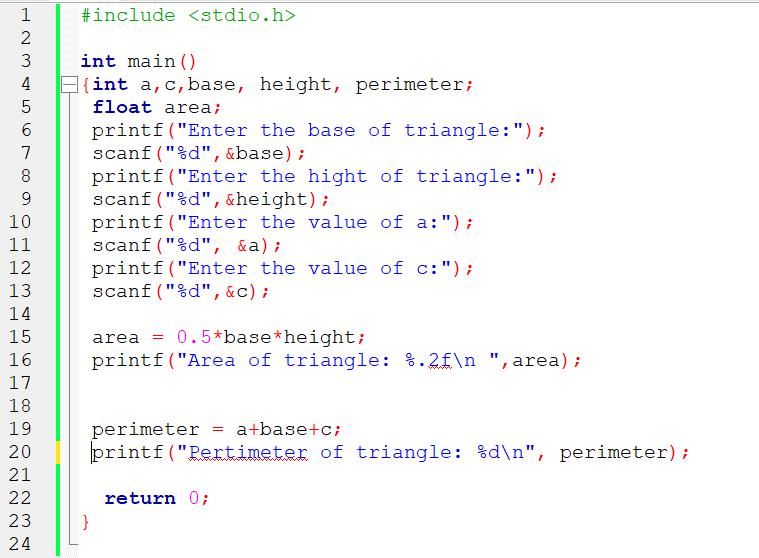 1 #include <stdio.h>
2
3 int main()
4 {int a,c,base, height, perimeter;
5 float area;
6 printf("Enter the base of triangle:");
7 scanf("%d",&base);
8 printf("Enter the hight of triangle:");
9 scanf("%d",&height);
10 printf("Enter the value of a:");
11 scanf("%d", &a);
12 printf("Enter the value of c:");
13 scanf("%d",&c);
14
15 area = 0.5*base*height;
16 printf("Area of triangle: %.2f\n ",area);
17
18
19 perimeter = a+base+c;
20 printf("Pertimeter of triangle: %d\n", perimeter);
21
22 return 0;
23 }
24